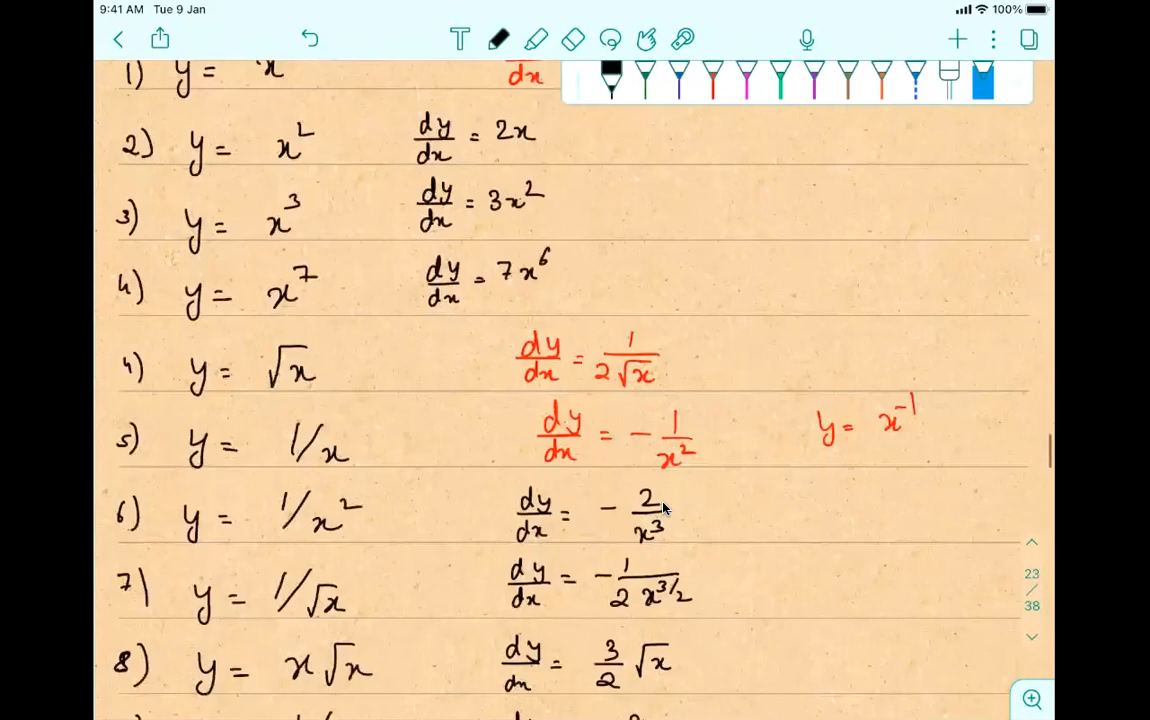 9:41 AM Tue 9 Jan 100%
T
1) y = x dx
2) y = x² dy/dx = 2x
3) y = x³ dy/dx = 3x²
4) y = x⁷ dy/dx = 7x⁶
4) y = √x dy/dx = 1/(2√x)
5) y = 1/x dy/dx = -1/x² y = x⁻¹
6) y = 1/x² dy/dx = -2/x³
7) y = 1/√x dy/dx = -1/(2 x^(3/2))
8) y = x√x dy/dx = 3/2 √x
23
/
38